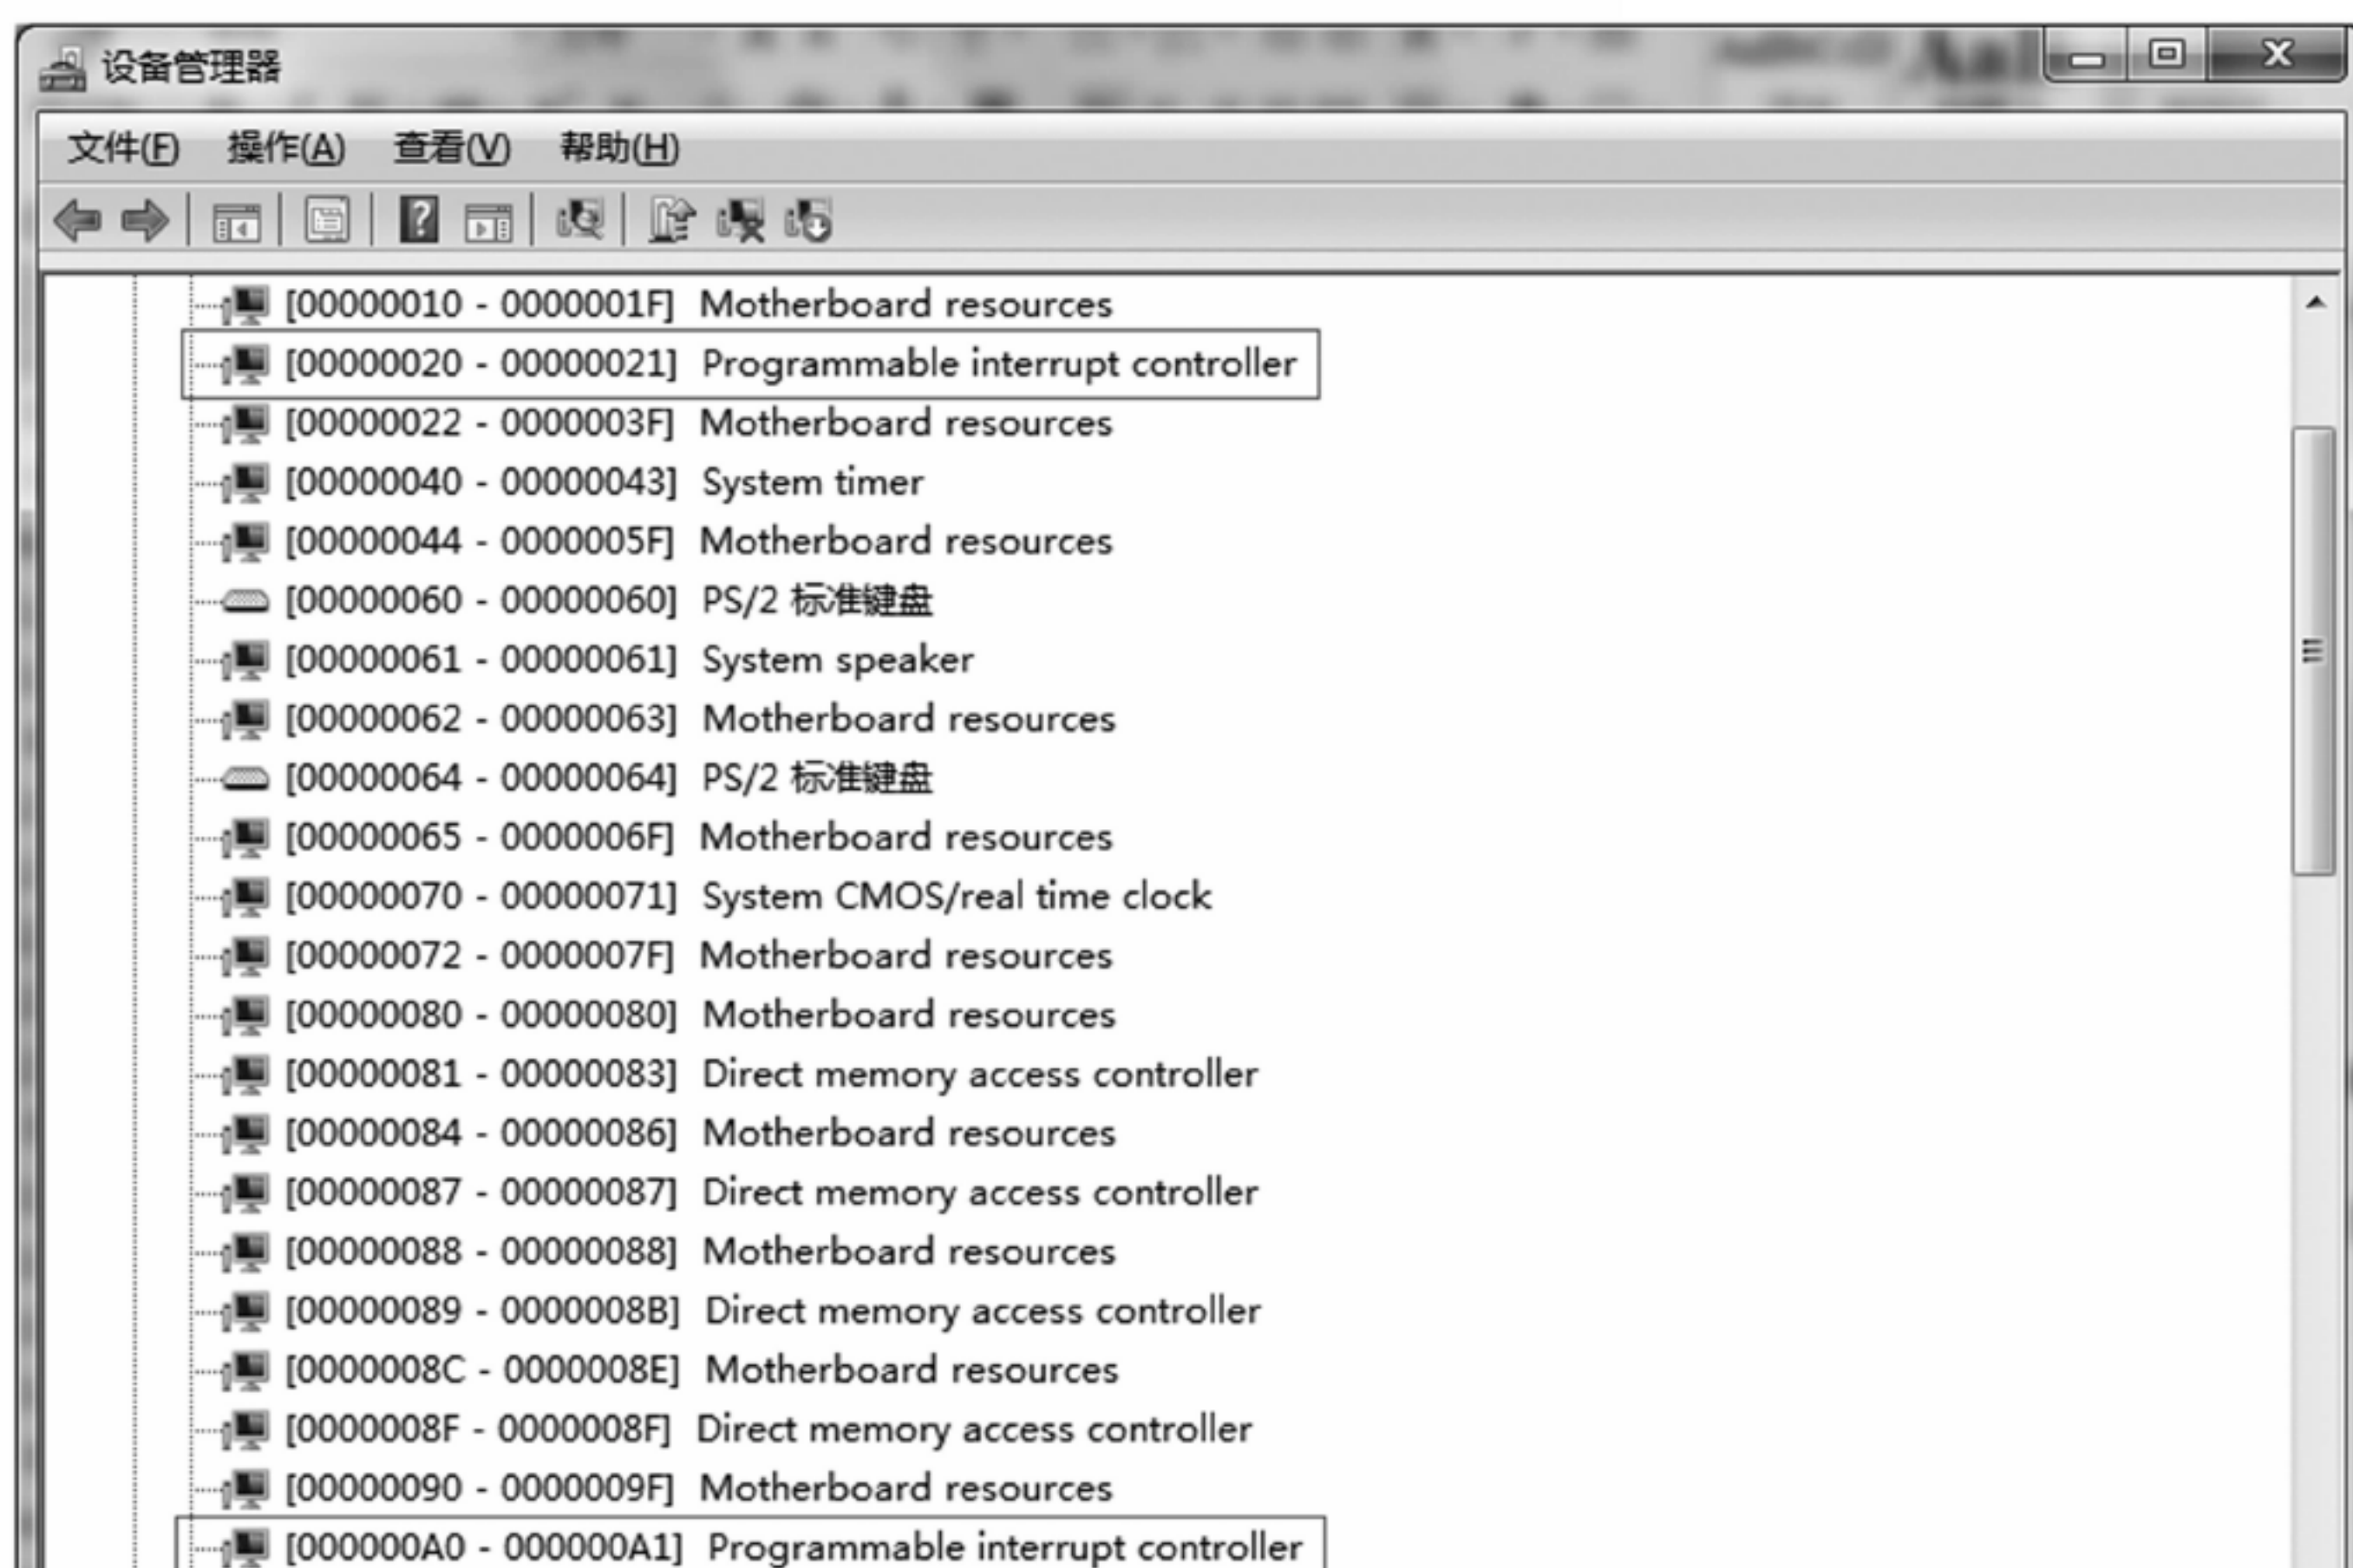 设备管理器
文件(F) 操作(A) 查看(V) 帮助(H)
[00000010 - 0000001F] Motherboard resources
[00000020 - 00000021] Programmable interrupt controller
[00000022 - 0000003F] Motherboard resources
[00000040 - 00000043] System timer
[00000044 - 0000005F] Motherboard resources
[00000060 - 00000060] PS/2 标准键盘
[00000061 - 00000061] System speaker
[00000062 - 00000063] Motherboard resources
[00000064 - 00000064] PS/2 标准键盘
[00000065 - 0000006F] Motherboard resources
[00000070 - 00000071] System CMOS/real time clock
[00000072 - 0000007F] Motherboard resources
[00000080 - 00000080] Motherboard resources
[00000081 - 00000083] Direct memory access controller
[00000084 - 00000086] Motherboard resources
[00000087 - 00000087] Direct memory access controller
[00000088 - 00000088] Motherboard resources
[00000089 - 0000008B] Direct memory access controller
[0000008C - 0000008E] Motherboard resources
[0000008F - 0000008F] Direct memory access controller
[00000090 - 0000009F] Motherboard resources
[000000A0 - 000000A1] Programmable interrupt controller